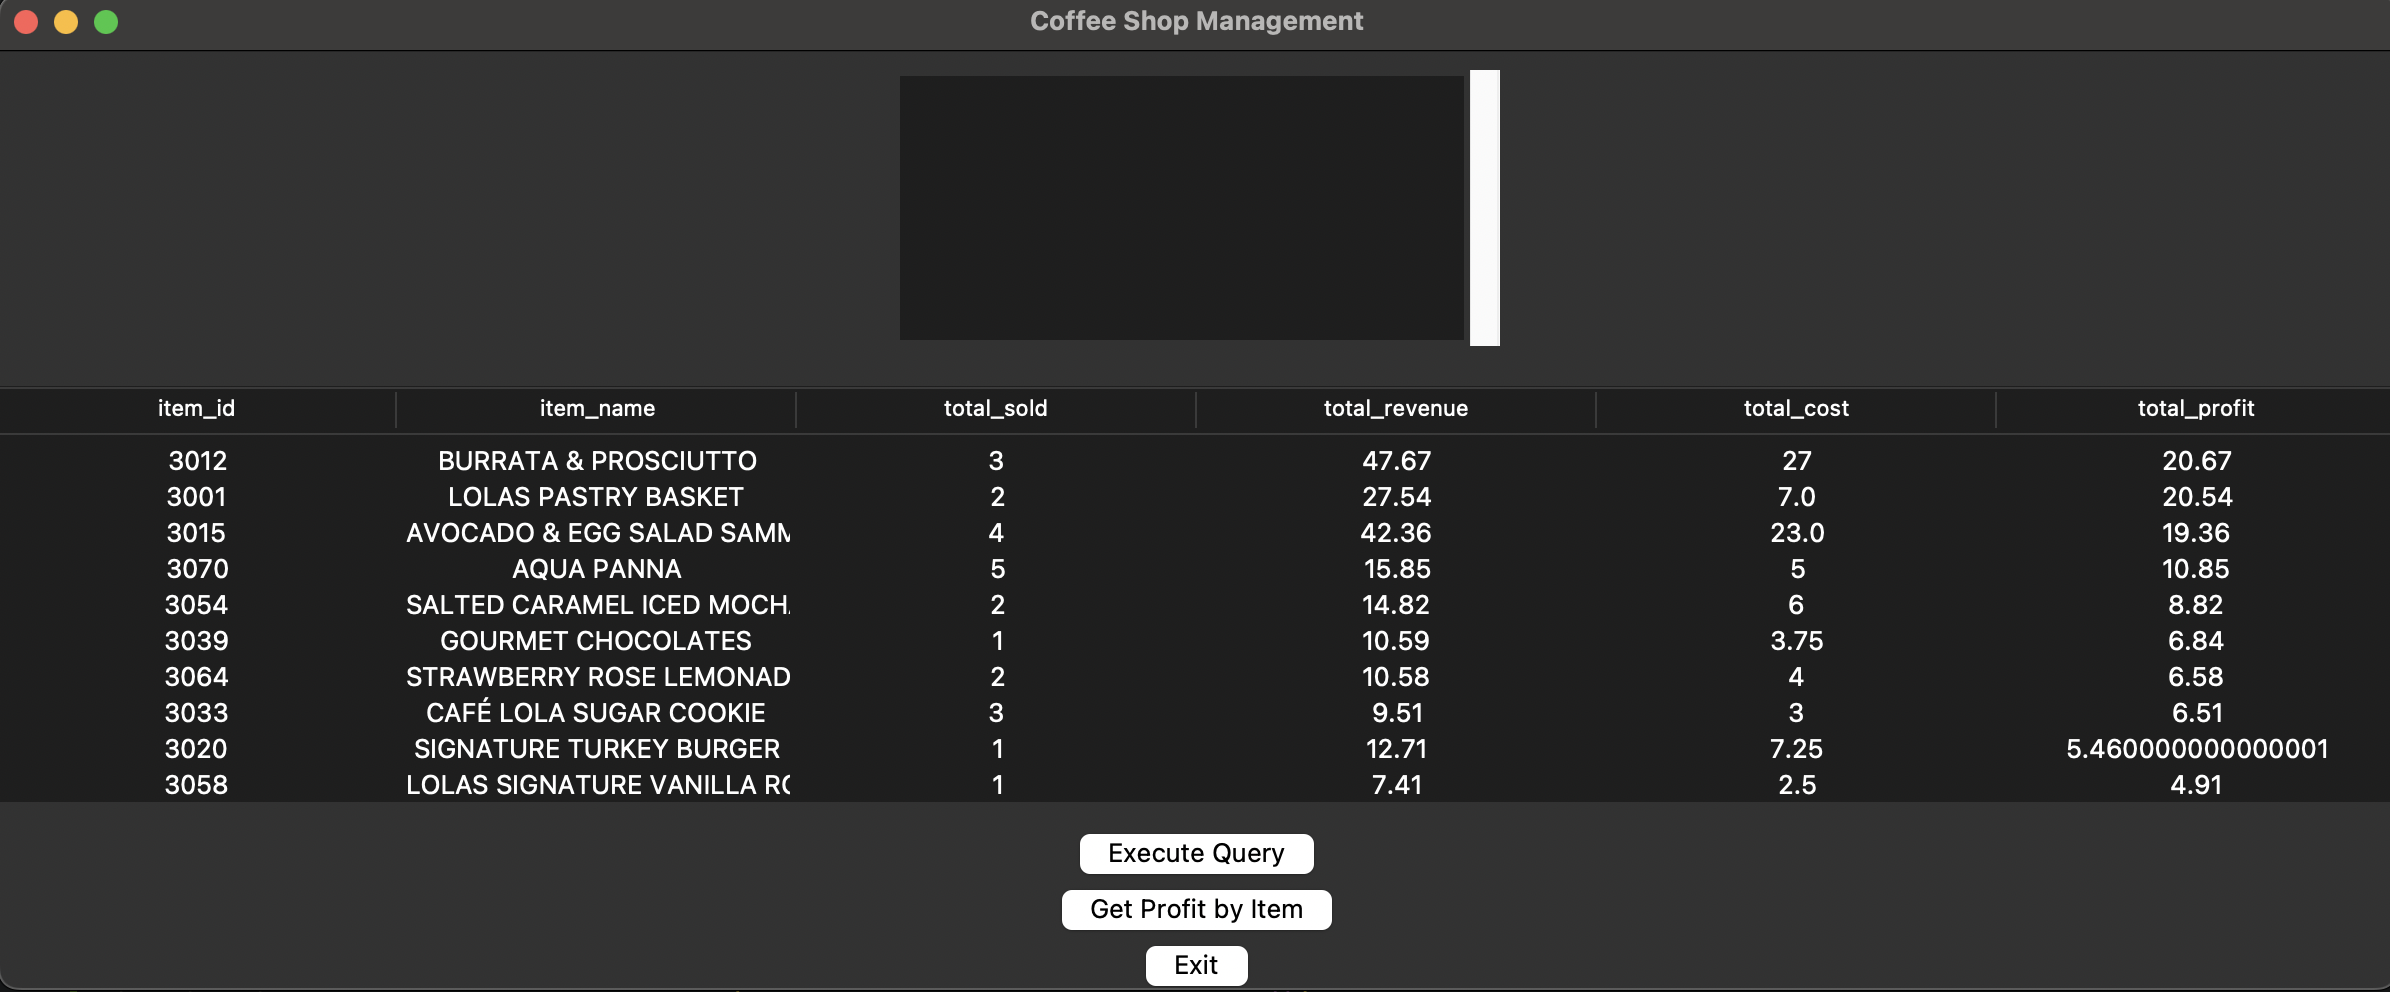 Coffee Shop Management
item_id item_name total_sold total_revenue total_cost total_profit
3012 BURRATA & PROSCIUTTO 3 47.67 27 20.67
3001 LOLAS PASTRY BASKET 2 27.54 7.0 20.54
3015 AVOCADO & EGG SALAD SAMM 4 42.36 23.0 19.36
3070 AQUA PANNA 5 15.85 5 10.85
3054 SALTED CARAMEL ICED MOCH 2 14.82 6 8.82
3039 GOURMET CHOCOLATES 1 10.59 3.75 6.84
3064 STRAWBERRY ROSE LEMONAD 2 10.58 4 6.58
3033 CAFÉ LOLA SUGAR COOKIE 3 9.51 3 6.51
3020 SIGNATURE TURKEY BURGER 1 12.71 7.25 5.460000000000001
3058 LOLAS SIGNATURE VANILLA RO 1 7.41 2.5 4.91
Execute Query
Get Profit by Item
Exit